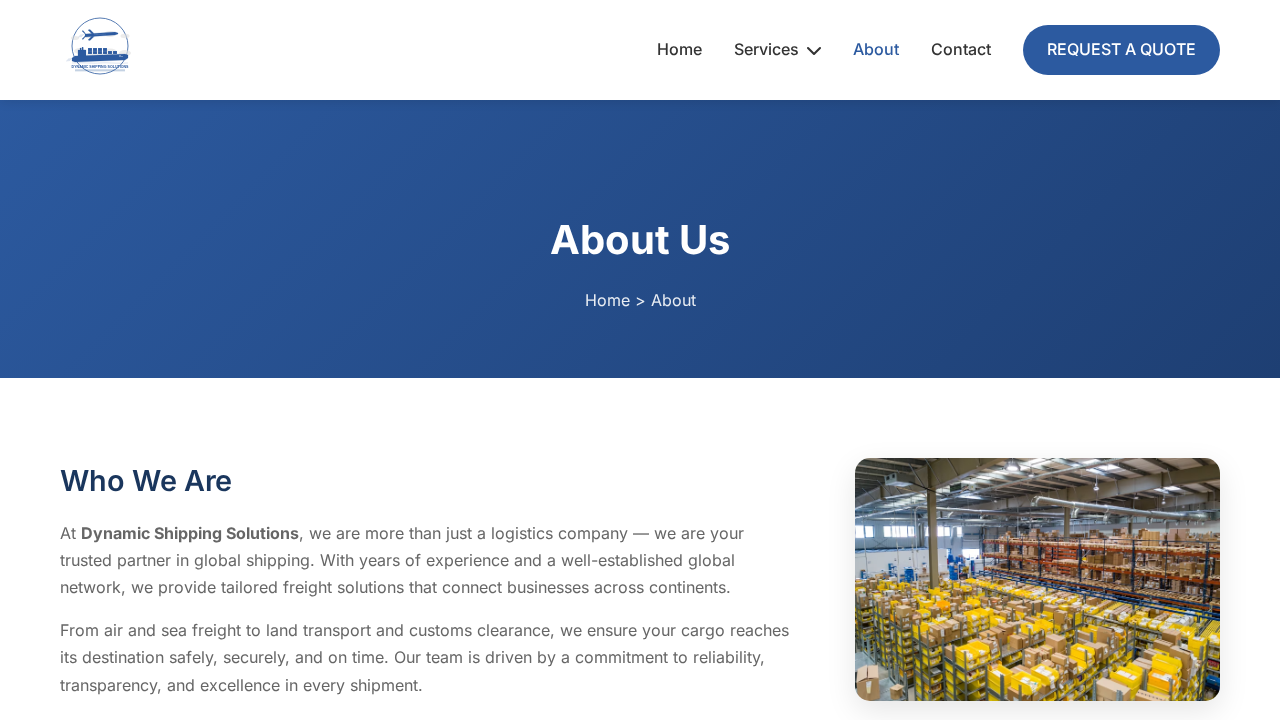 DYNAMIC SHIPPING SOLUTIONS
Home
Services
About
Contact
REQUEST A QUOTE
About Us
Home > About
Who We Are
At Dynamic Shipping Solutions, we are more than just a logistics company — we are your
trusted partner in global shipping. With years of experience and a well-established global
network, we provide tailored freight solutions that connect businesses across continents.
From air and sea freight to land transport and customs clearance, we ensure your cargo reaches
its destination safely, securely, and on time. Our team is driven by a commitment to reliability,
transparency, and excellence in every shipment.